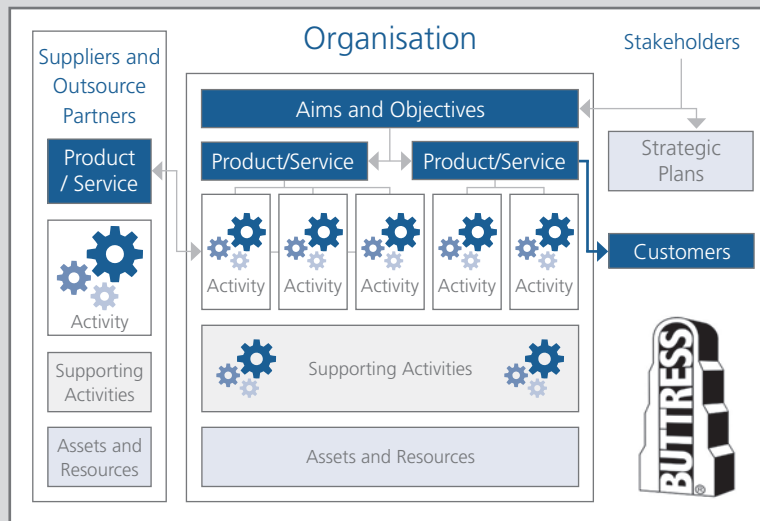 Suppliers and
Outsource
Partners
Product
/ Service
Activity
Supporting
Activities
Assets and
Resources
Organisation
Aims and Objectives
Product/Service
Product/Service
Activity
Activity
Activity
Activity
Activity
Supporting Activities
Assets and Resources
Stakeholders
Strategic
Plans
Customers
BUTTRESS
®